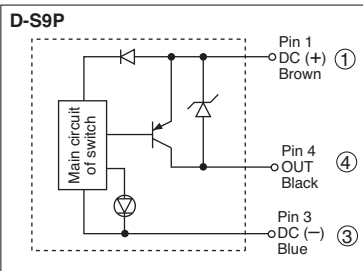 D-S9P
Pin 1
DC (+)
Brown
①
Main circuit
of switch
Pin 4
OUT
Black
④
Pin 3
DC (−)
Blue
③